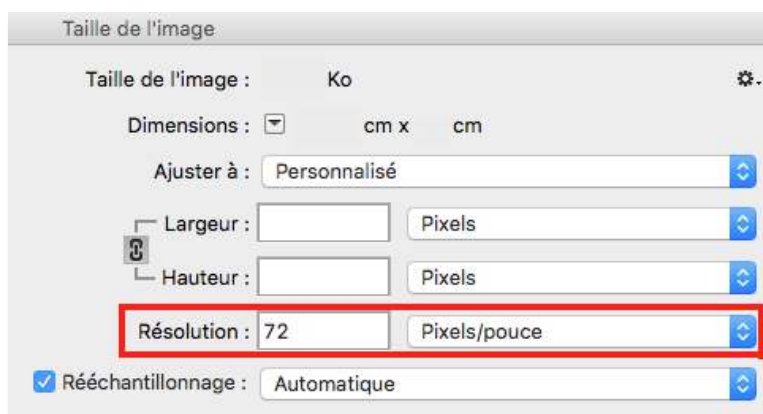 Taille de l'image
Taille de l'image : Ko
Dimensions : cm x cm
Ajuster à : Personnalisé
Largeur : Pixels
Hauteur : Pixels
Résolution : 72 Pixels/pouce
Rééchantillonnage : Automatique